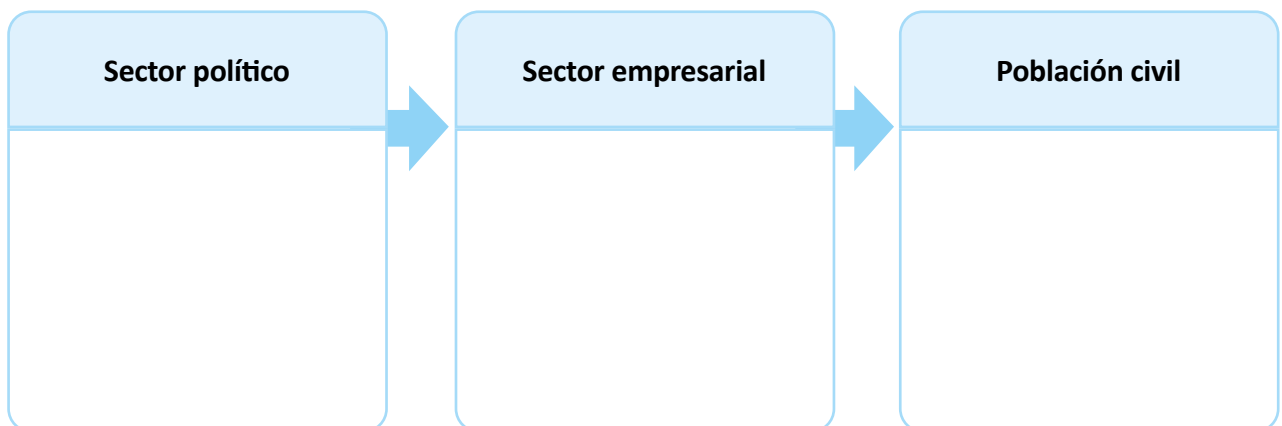 Sector político
Sector empresarial
Población civil